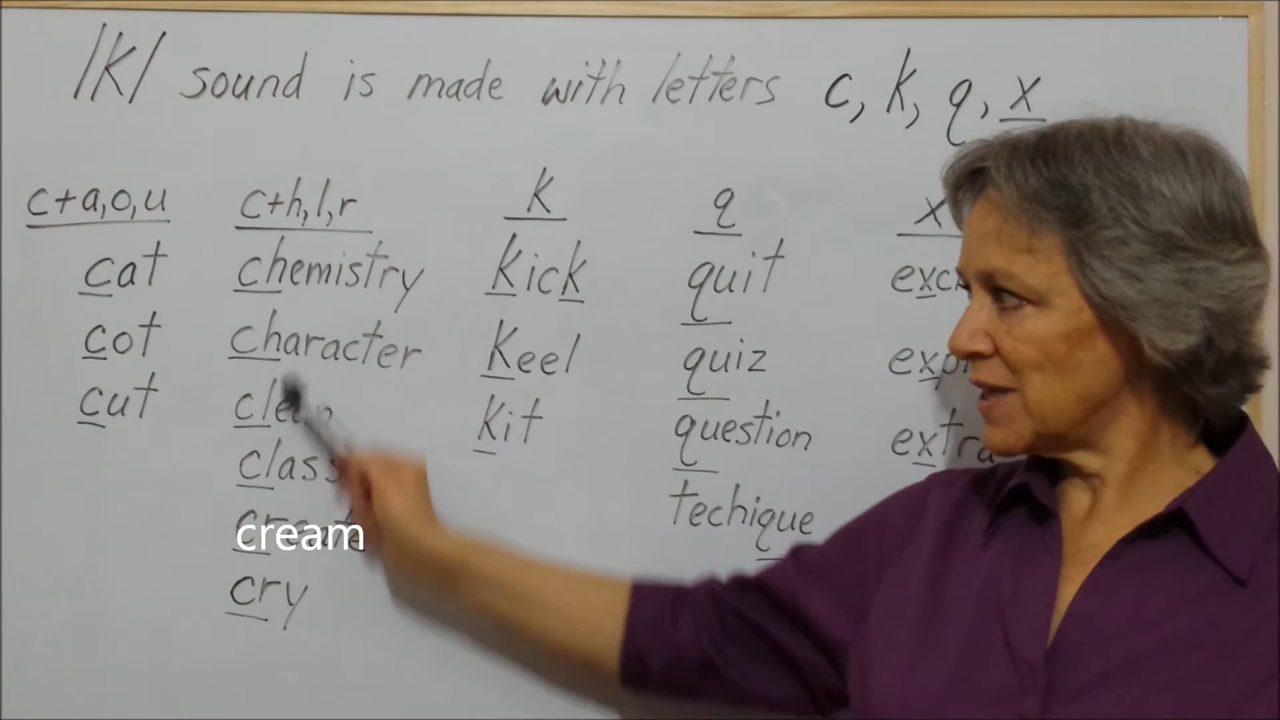 /K/ sound is made with letters c, k, q, x
c+a,o,u c+h,l,r k q x
cat chemistry kick quit
cot character keel quiz
cut kit question extra
class techique
cream
cry